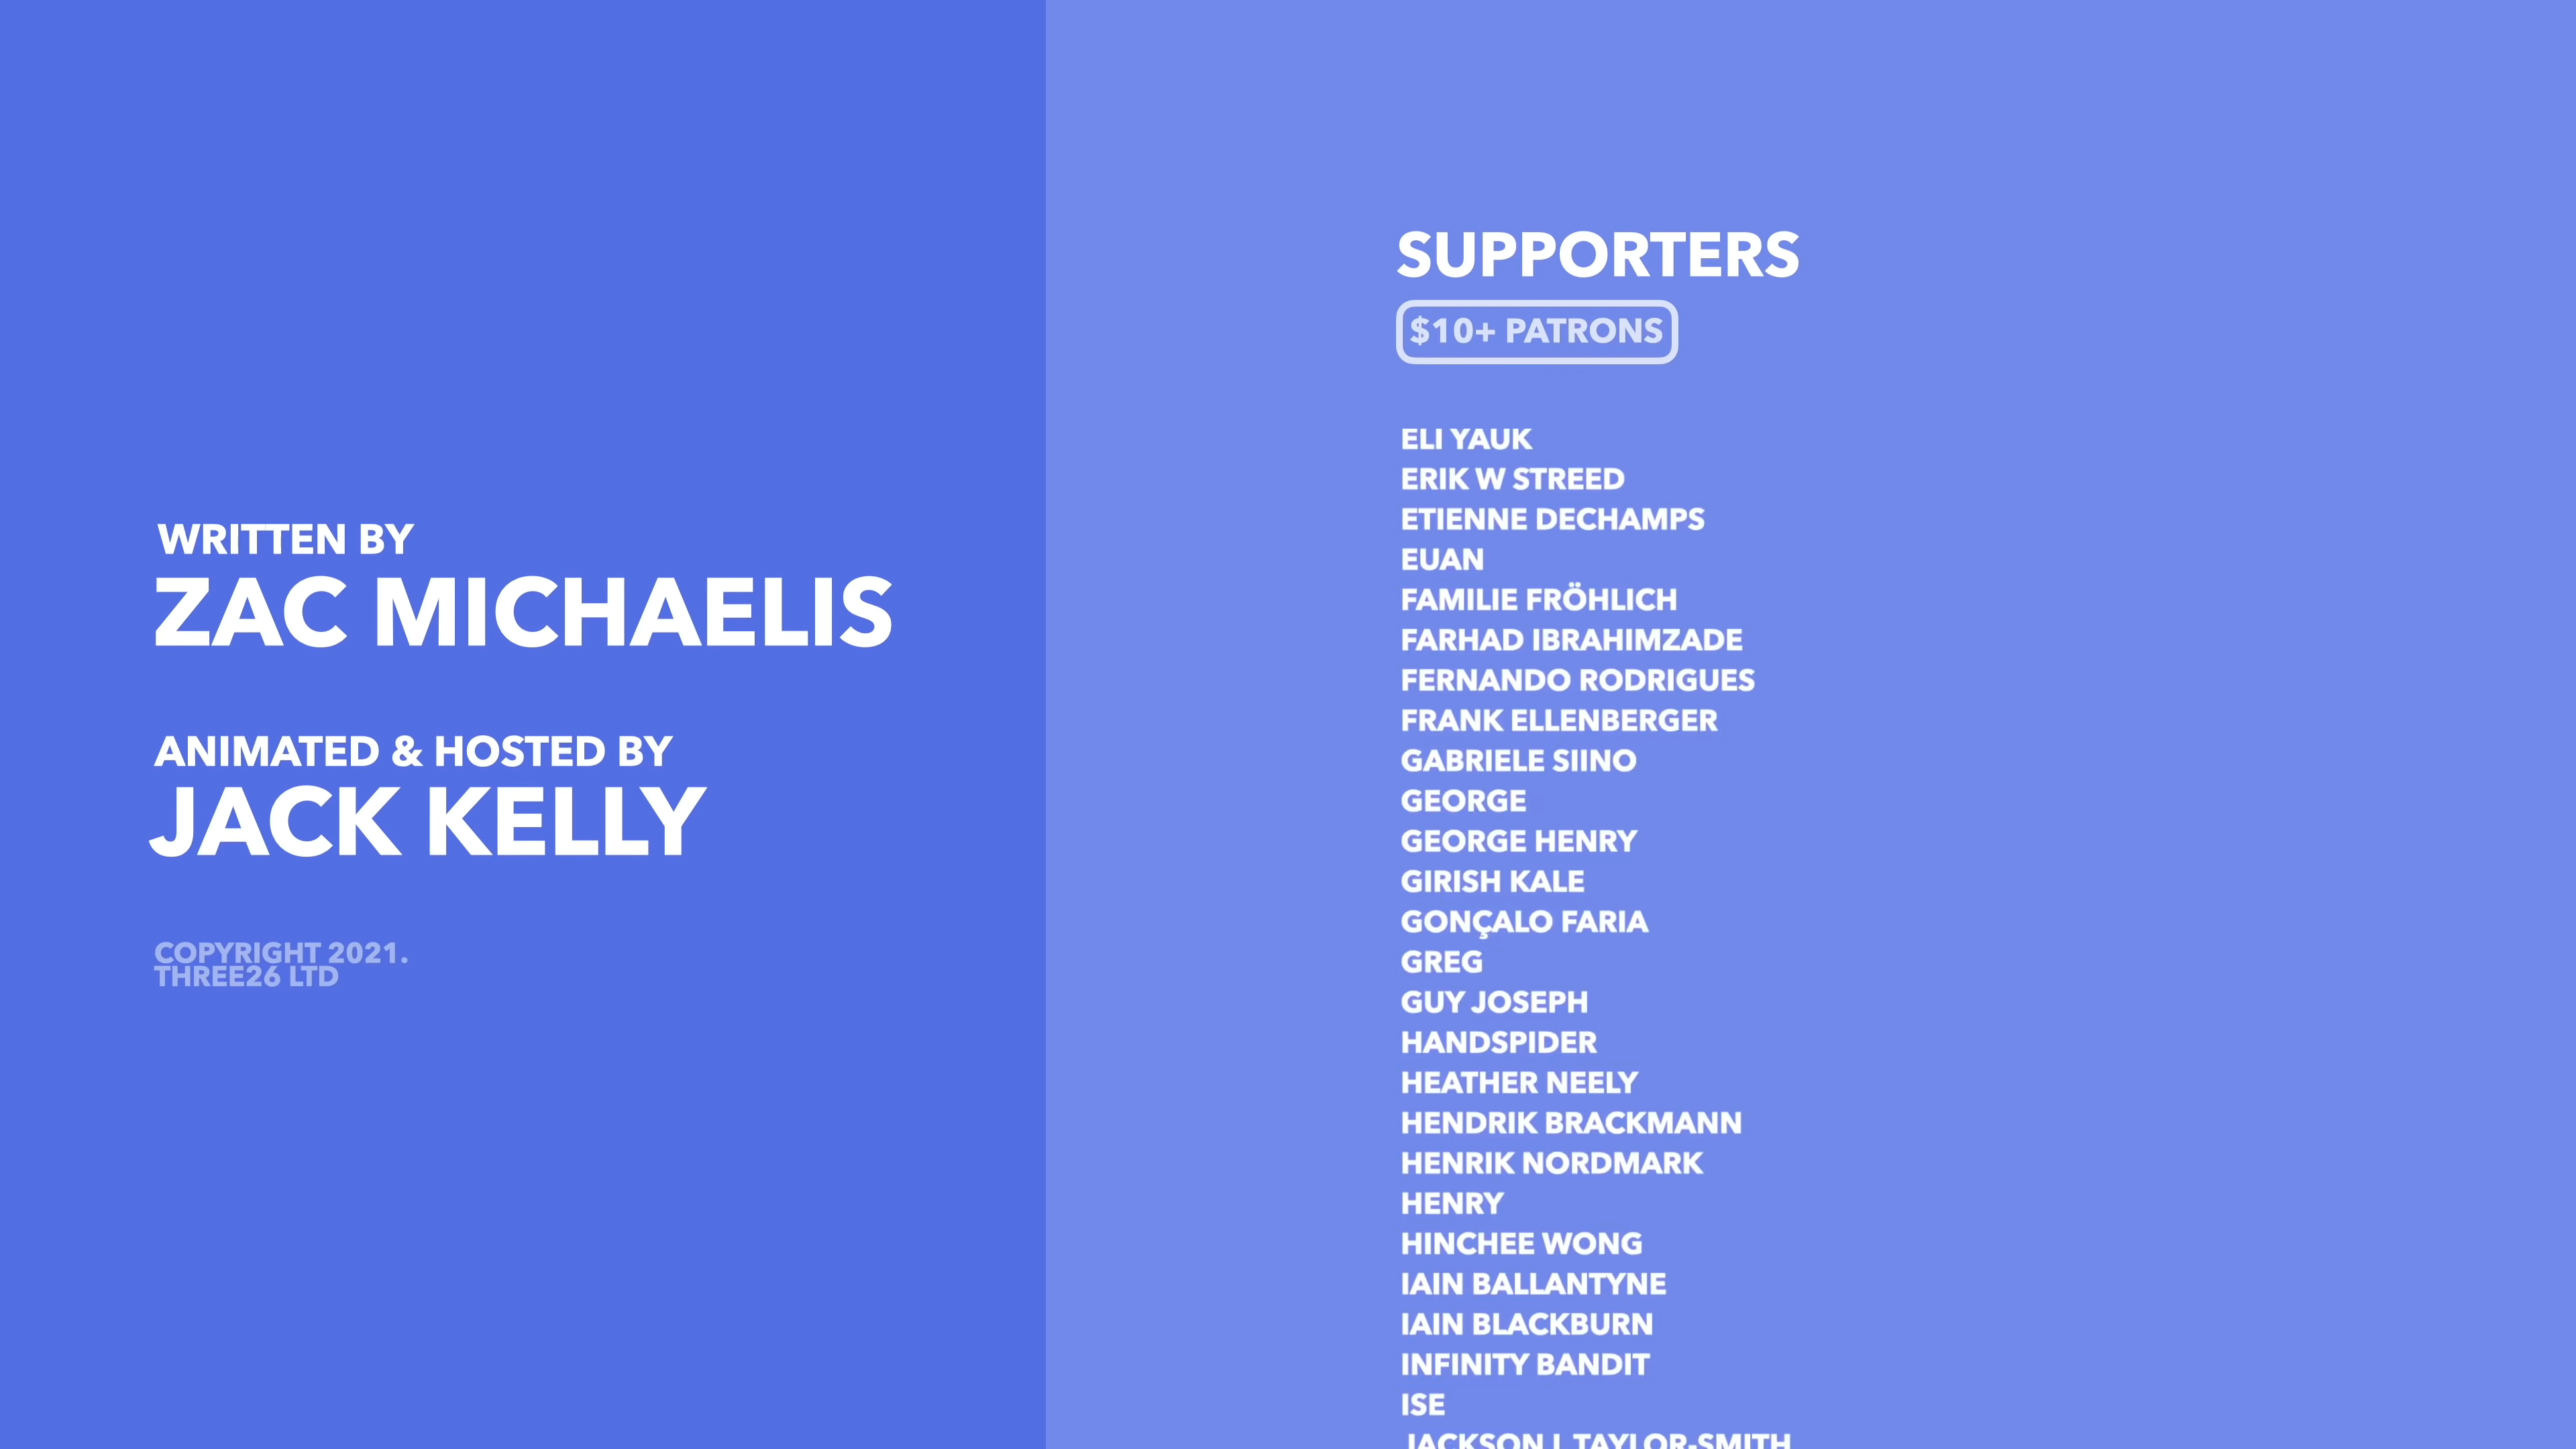 WRITTEN BY
ZAC MICHAELIS
ANIMATED & HOSTED BY
JACK KELLY
COPYRIGHT 2021.
THREE26 LTD
SUPPORTERS
$10+ PATRONS
ELI YAUK
ERIK W STREED
ETIENNE DECHAMPS
EUAN
FAMILIE FRÖHLICH
FARHAD IBRAHIMZADE
FERNANDO RODRIGUES
FRANK ELLENBERGER
GABRIELE SIINO
GEORGE
GEORGE HENRY
GIRISH KALE
GONÇALO FARIA
GREG
GUY JOSEPH
HANDSPIDER
HEATHER NEELY
HENDRIK BRACKMANN
HENRIK NORDMARK
HENRY
HINCHEE WONG
IAIN BALLANTYNE
IAIN BLACKBURN
INFINITY BANDIT
ISE
JACKSON TAYLOR-SMITH